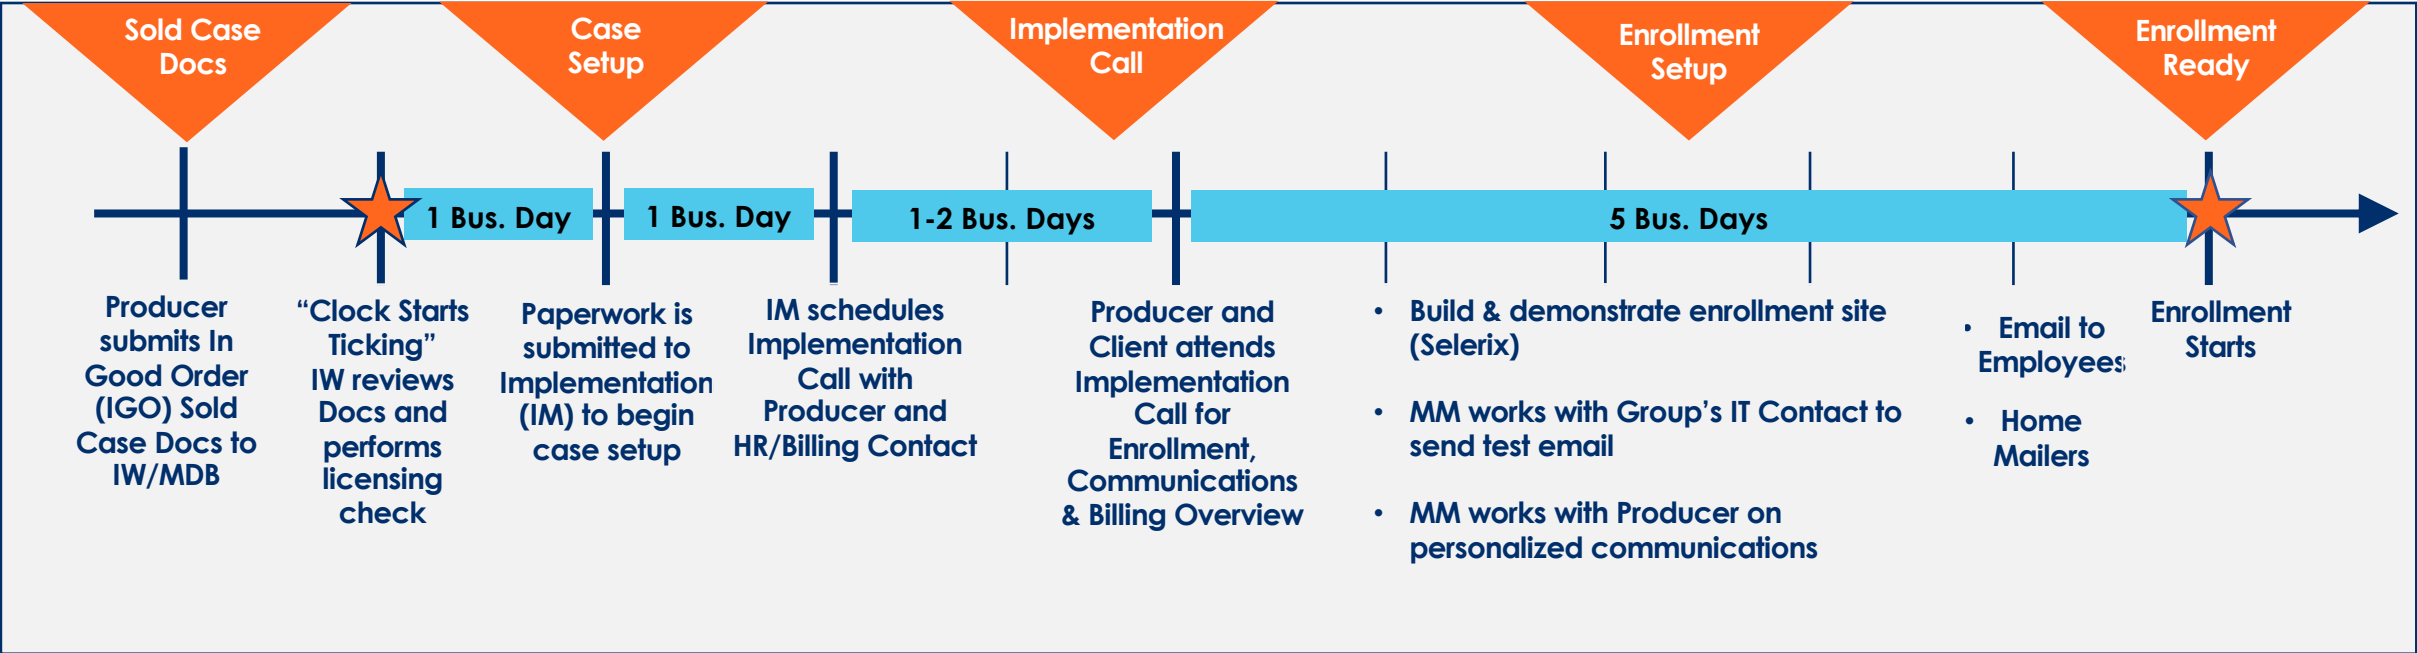 Sold Case
Docs
Case
Setup
Implementation
Call
Enrollment
Setup
Enrollment
Ready
1 Bus. Day
1 Bus. Day
1-2 Bus. Days
5 Bus. Days
Producer
submits In
Good Order
(IGO) Sold
Case Docs to
IW/MDB
“Clock Starts
Ticking”
IW reviews
Docs and
performs
licensing
check
Paperwork is
submitted to
Implementation
(IM) to begin
case setup
IM schedules
Implementation
Call with
Producer and
HR/Billing Contact
Producer and
Client attends
Implementation
Call for
Enrollment,
Communications
& Billing Overview
• Build & demonstrate enrollment site
(Selerix)
• MM works with Group’s IT Contact to
send test email
• MM works with Producer on
personalized communications
• Email to
Employees
• Home
Mailers
Enrollment
Starts